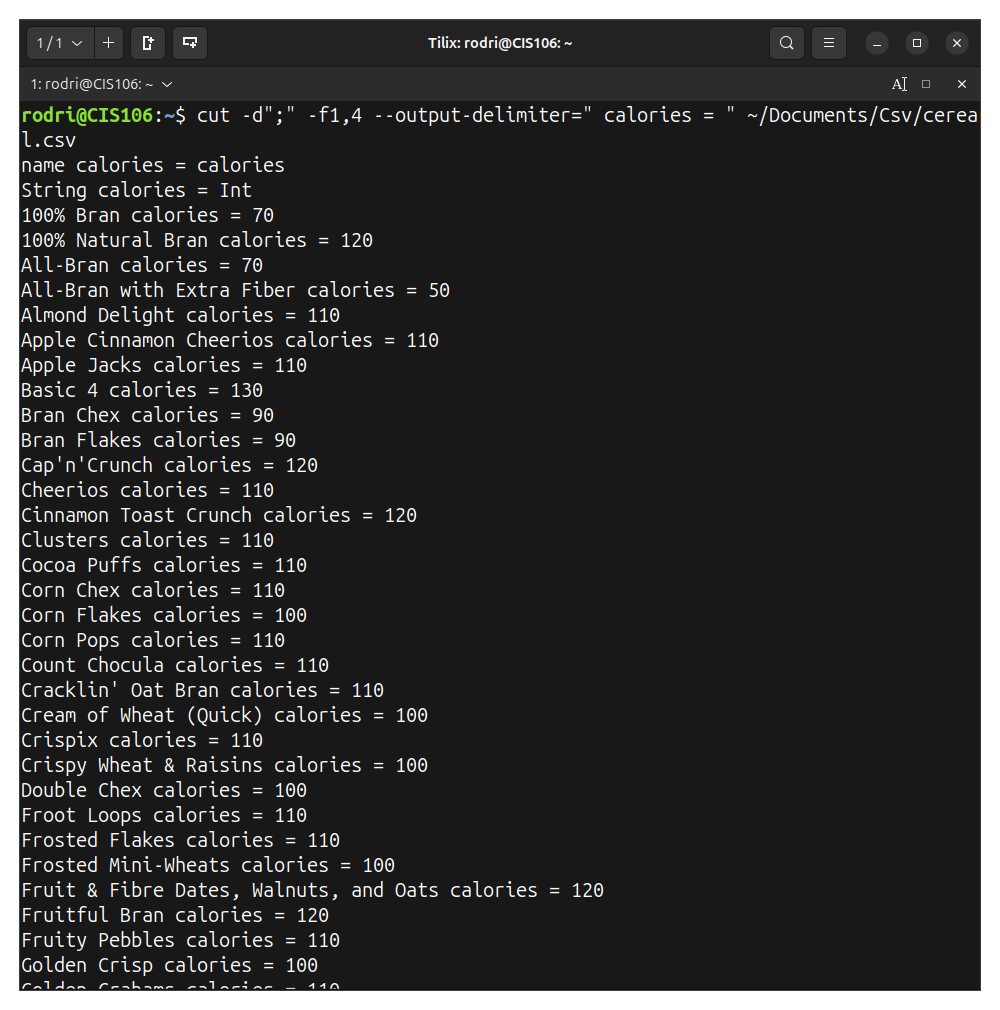 1 / 1
Tilix: rodri@CIS106: ~
1: rodri@CIS106: ~
rodri@CIS106:~$ cut -d";" -f1,4 --output-delimiter=" calories = " ~/Documents/Csv/cerea
l.csv
name calories = calories
String calories = Int
100% Bran calories = 70
100% Natural Bran calories = 120
All-Bran calories = 70
All-Bran with Extra Fiber calories = 50
Almond Delight calories = 110
Apple Cinnamon Cheerios calories = 110
Apple Jacks calories = 110
Basic 4 calories = 130
Bran Chex calories = 90
Bran Flakes calories = 90
Cap'n'Crunch calories = 120
Cheerios calories = 110
Cinnamon Toast Crunch calories = 120
Clusters calories = 110
Cocoa Puffs calories = 110
Corn Chex calories = 110
Corn Flakes calories = 100
Corn Pops calories = 110
Count Chocula calories = 110
Cracklin' Oat Bran calories = 110
Cream of Wheat (Quick) calories = 100
Crispix calories = 110
Crispy Wheat & Raisins calories = 100
Double Chex calories = 100
Froot Loops calories = 110
Frosted Flakes calories = 110
Frosted Mini-Wheats calories = 100
Fruit & Fibre Dates, Walnuts, and Oats calories = 120
Fruitful Bran calories = 120
Fruity Pebbles calories = 110
Golden Crisp calories = 100
Golden Grahams calories = 110